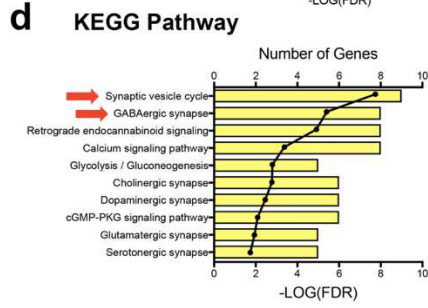 -LOG(FDR)
d KEGG Pathway
Number of Genes
0 2 4 6 8 10
Synaptic vesicle cycle
GABAergic synapse
Retrograde endocannabinoid signaling
Calcium signaling pathway
Glycolysis / Gluconeogenesis
Cholinergic synapse
Dopaminergic synapse
cGMP-PKG signaling pathway
Glutamatergic synapse
Serotonergic synapse
0 2 4 6 8 10
-LOG(FDR)